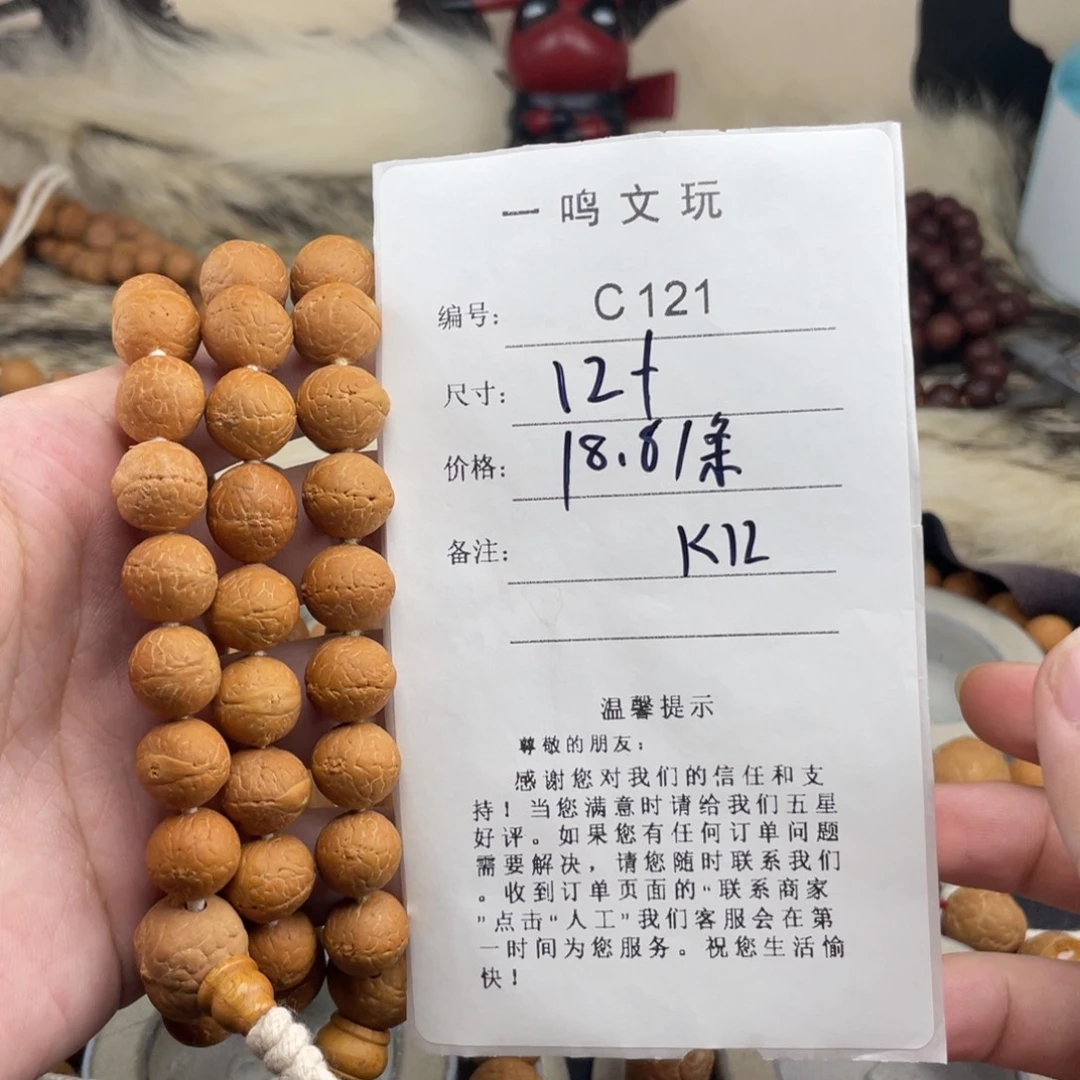 一鸣文玩
编号: C121
尺寸: 12+
价格: 18.8/条
备注: K12
温馨提示
尊敬的朋友：
感谢您对我们的信任和支
持！当您满意时请给我们五星
好评。如果您有任何订单问题
需要解决，请您随时联系我们
。收到订单页面的“联系商家
”点击“人工”我们客服会在第
一时间为您服务。祝您生活愉
快！